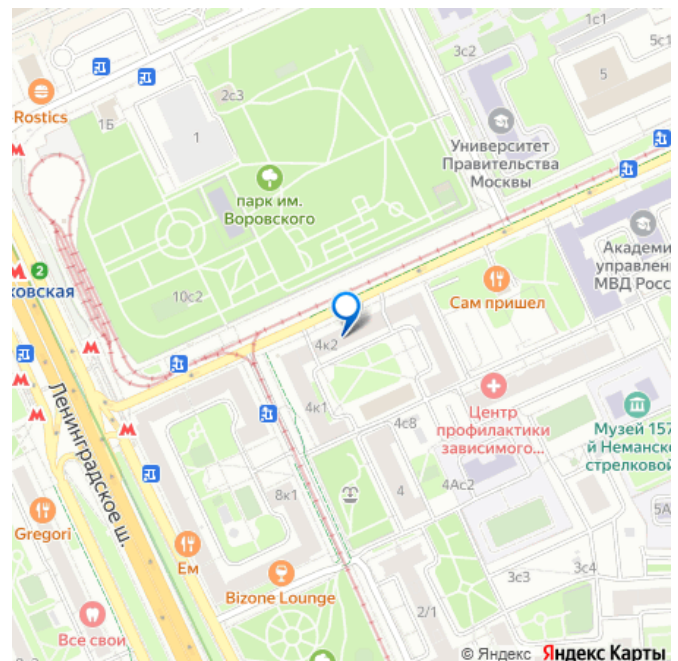 1с1
5с1
3с2
5
Rostics
2с3
1Б
1
Университет
Правительства
Москвы
парк им.
Воровского
Академи
управлен
МВД Росс
2
ковская
10с2
Сам пришел
4к2
Ленинградское ш.
4к1
4с8
Центр
профилактики
зависимого...
Музей 157
й Неманск
стрелковой
4
4Ас2
8к1
5А
Gregori
Ем
Bizone Lounge
3с3
3с4
2/1
Все свои
© Яндекс Яндекс Карты